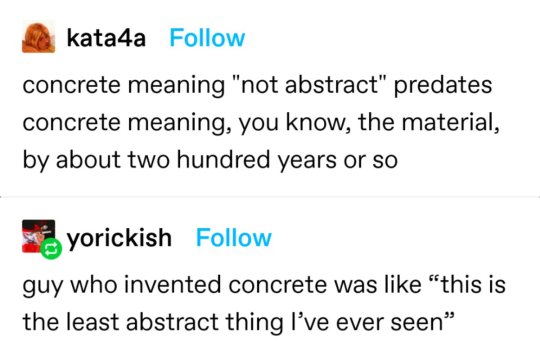 kata4a Follow
concrete meaning "not abstract" predates
concrete meaning, you know, the material,
by about two hundred years or so
yorickish Follow
guy who invented concrete was like “this is
the least abstract thing I’ve ever seen”